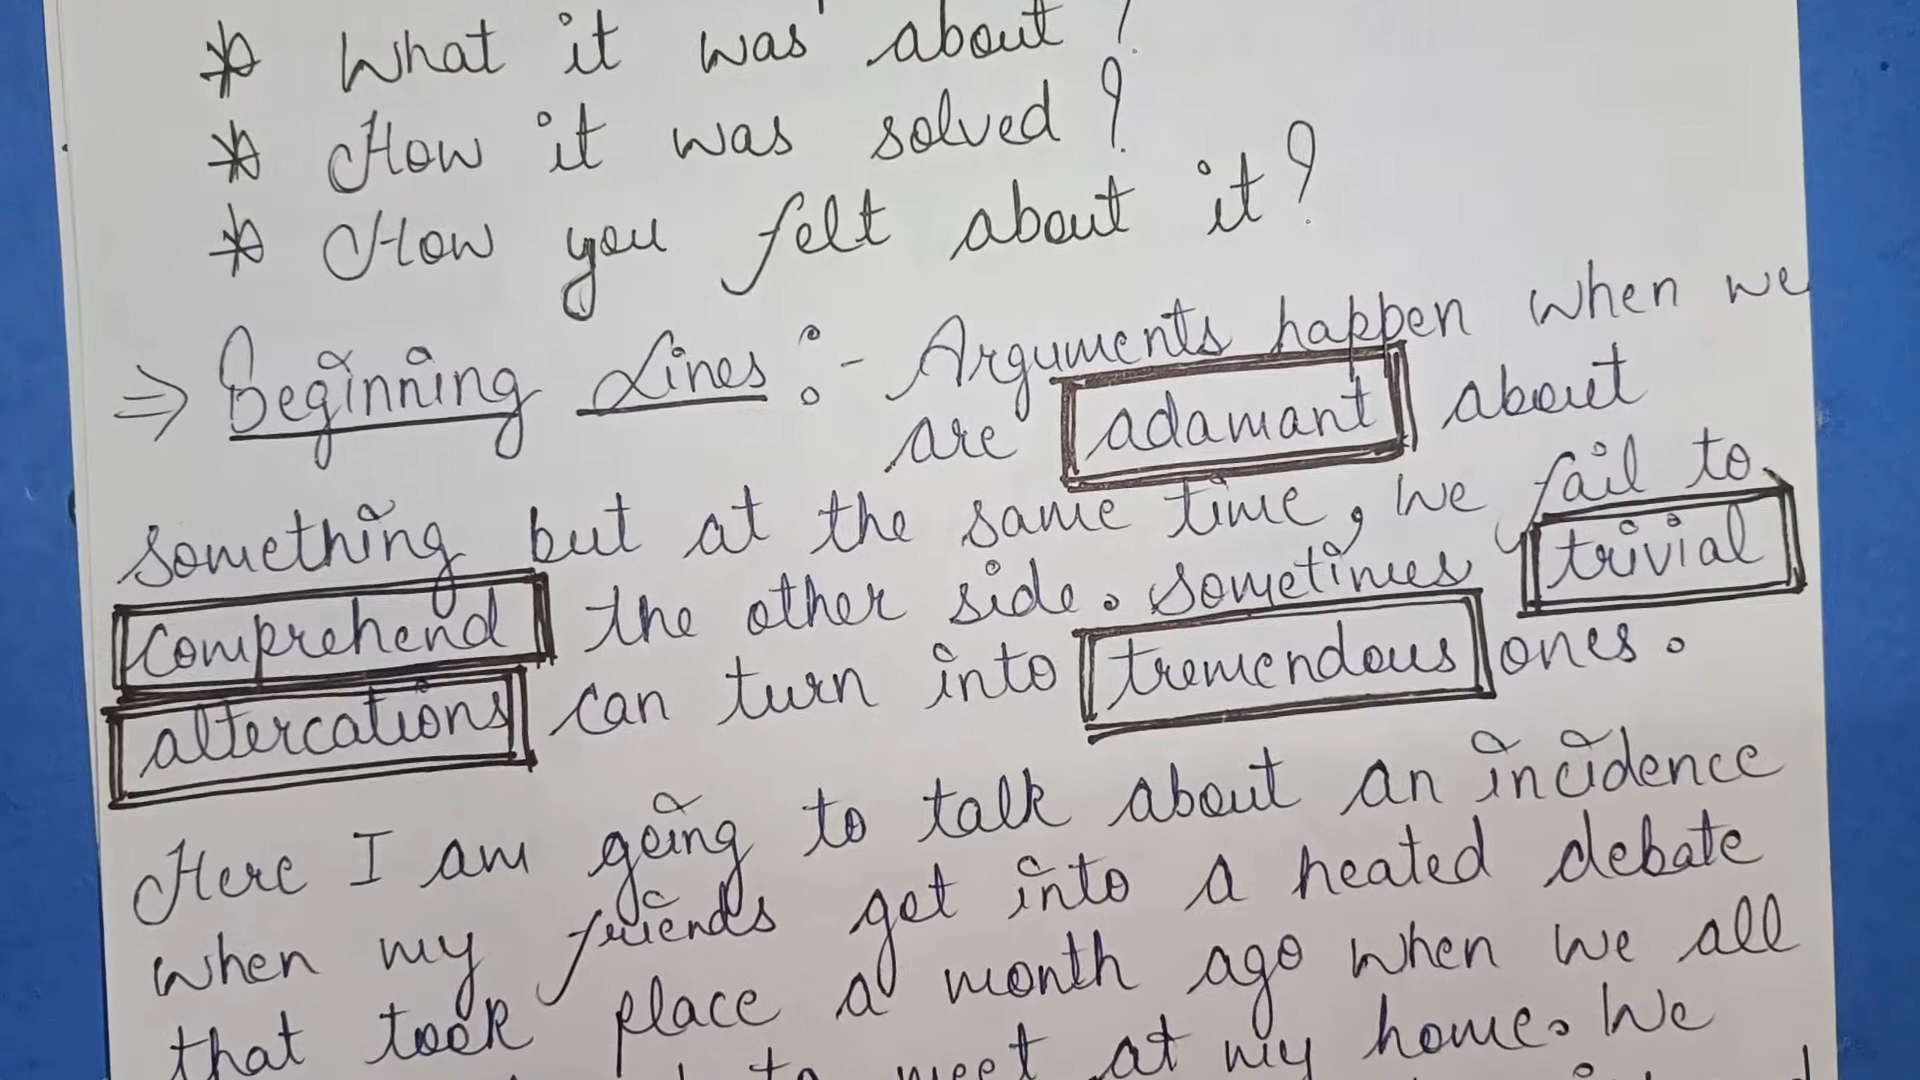 * What it was about?
* How it was solved?
* How you felt about it?
⇒ Beginning Lines :- Arguments happen when we
are adamant about
something but at the same time, we fail to
comprehend the other side. Sometimes trivial
altercations can turn into tremendous ones.
Here I am going to talk about an incidence
when my friends get into a heated debate
that took place a month ago when we all
to meet at my home. We